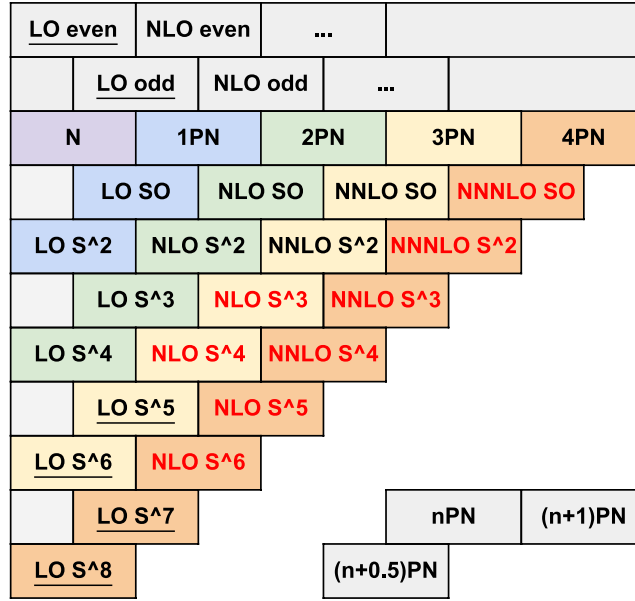 LO even NLO even ...
LO odd NLO odd ...
N 1PN 2PN 3PN 4PN
LO SO NLO SO NNLO SO NNNLO SO
LO S^2 NLO S^2 NNLO S^2 NNNLO S^2
LO S^3 NLO S^3 NNLO S^3
LO S^4 NLO S^4 NNLO S^4
LO S^5 NLO S^5
LO S^6 NLO S^6
LO S^7 nPN (n+1)PN
LO S^8 (n+0.5)PN